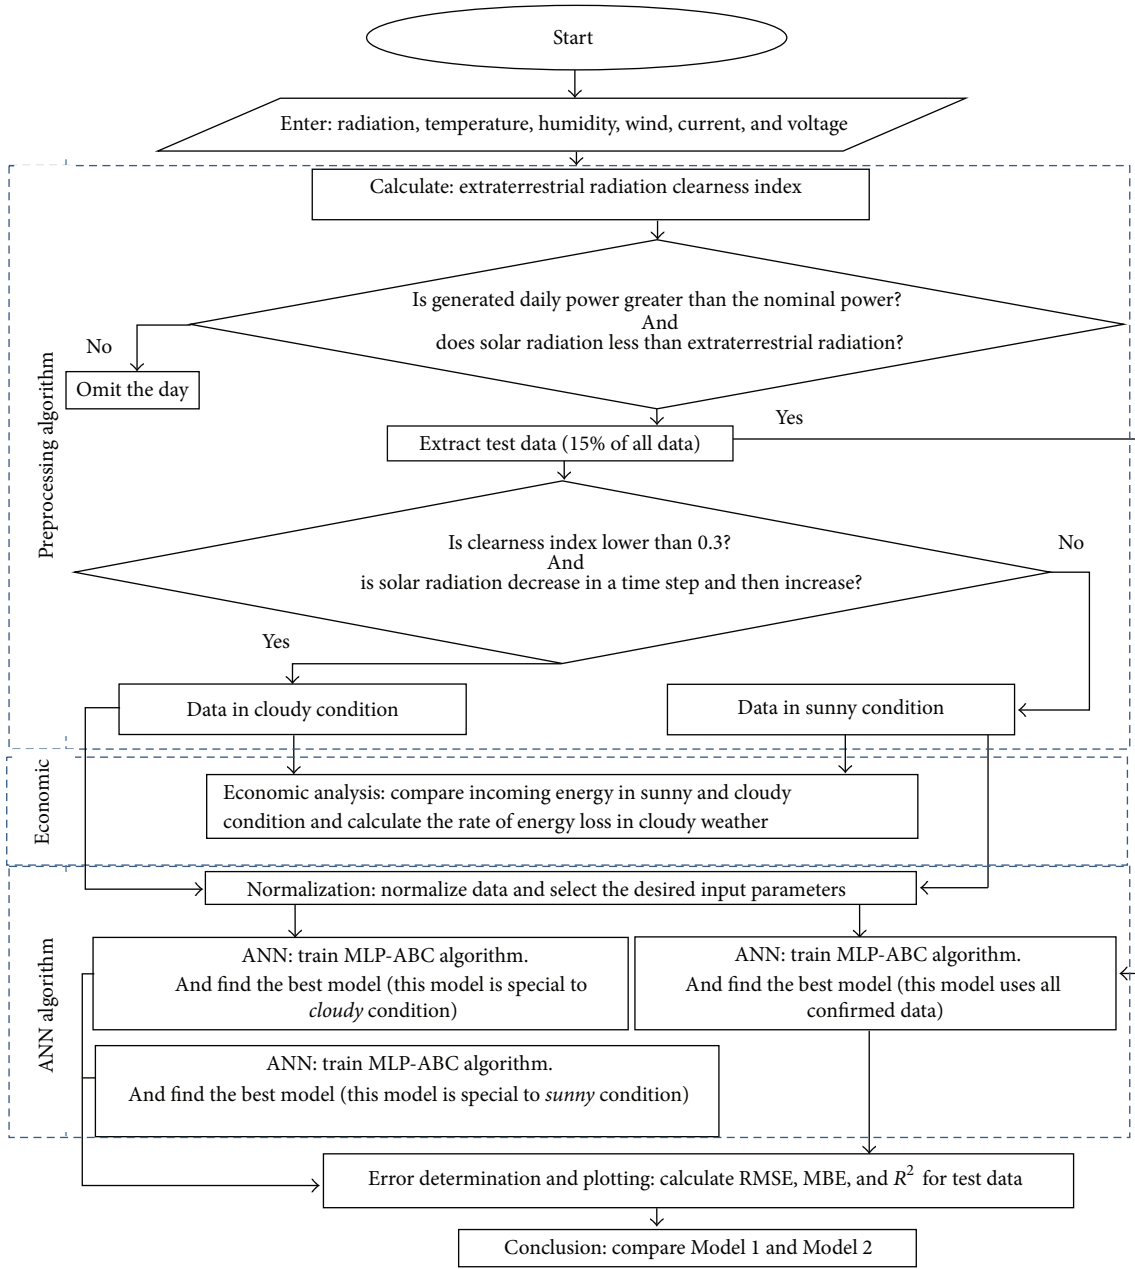 Start
Enter: radiation, temperature, humidity, wind, current, and voltage
Calculate: extraterrestrial radiation clearness index
Is generated daily power greater than the nominal power?
And
does solar radiation less than extraterrestrial radiation?
No
Omit the day
Yes
Extract test data (15% of all data)
Preprocessing algorithm
Is clearness index lower than 0.3?
And
is solar radiation decrease in a time step and then increase?
No
Yes
Data in cloudy condition
Data in sunny condition
Economic
Economic analysis: compare incoming energy in sunny and cloudy
condition and calculate the rate of energy loss in cloudy weather
Normalization: normalize data and select the desired input parameters
ANN algorithm
ANN: train MLP-ABC algorithm.
And find the best model (this model is special to
cloudy condition)
ANN: train MLP-ABC algorithm.
And find the best model (this model uses all
confirmed data)
ANN: train MLP-ABC algorithm.
And find the best model (this model is special to sunny condition)
Error determination and plotting: calculate RMSE, MBE, and R² for test data
Conclusion: compare Model 1 and Model 2